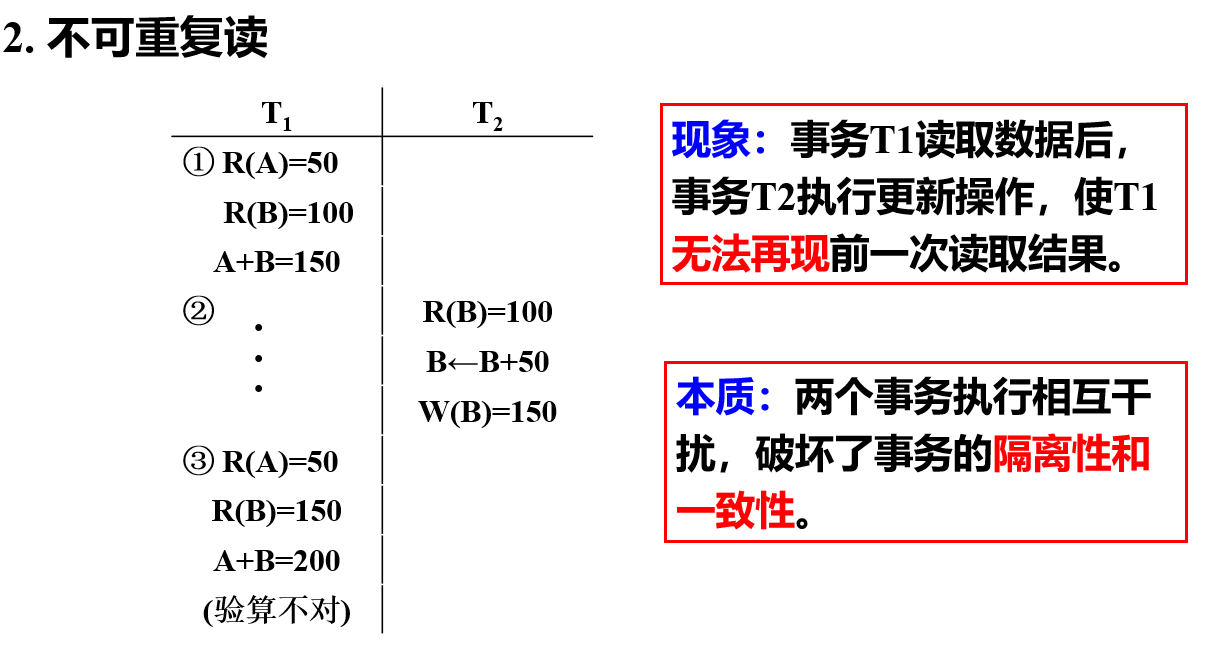 2. 不可重复读
T1 T2
① R(A)=50
R(B)=100
A+B=150
② R(B)=100
. B←B+50
. W(B)=150
.
③ R(A)=50
R(B)=150
A+B=200
(验算不对)
现象：事务T1读取数据后，
事务T2执行更新操作，使T1
无法再现前一次读取结果。
本质：两个事务执行相互干
扰，破坏了事务的隔离性和
一致性。